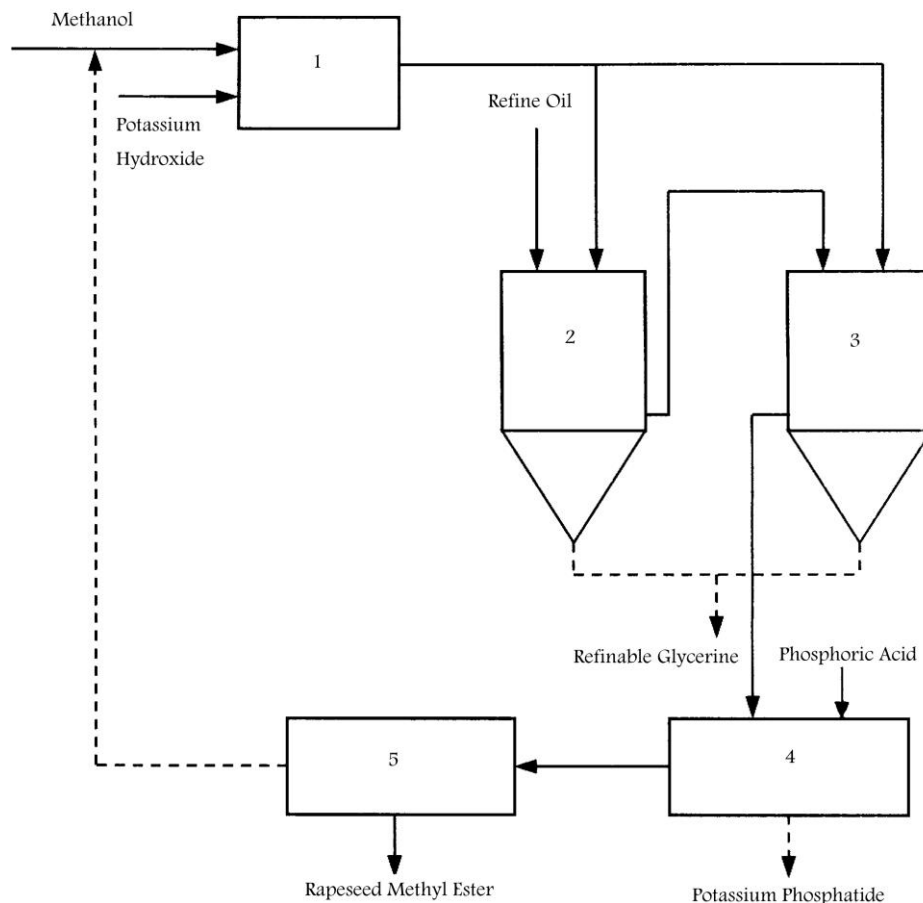 Methanol
1
Refine Oil
Potassium
Hydroxide
2
3
Refinable Glycerine
Phosphoric Acid
5
4
Rapeseed Methyl Ester
Potassium Phosphatide